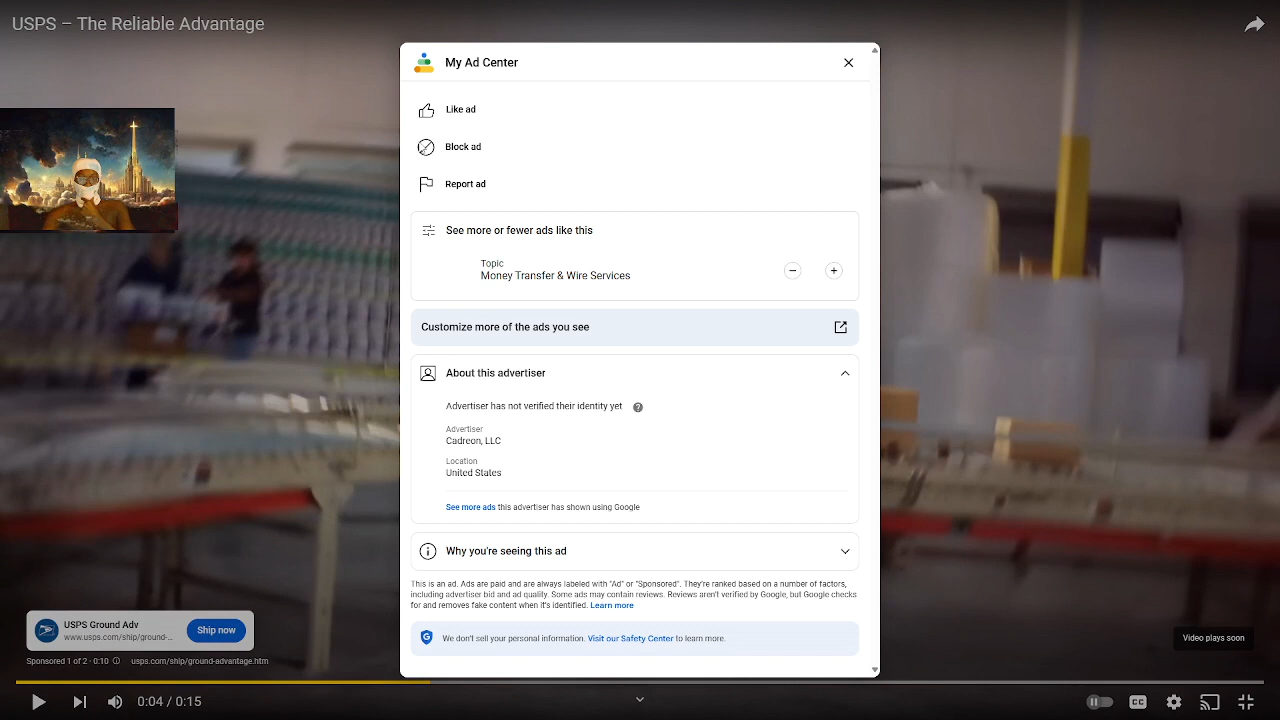 USPS – The Reliable Advantage
My Ad Center
Like ad
Block ad
Report ad
See more or fewer ads like this
Topic
Money Transfer & Wire Services
Customize more of the ads you see
About this advertiser
Advertiser has not verified their identity yet
Advertiser
Cadreon, LLC
Location
United States
See more ads this advertiser has shown using Google
Why you're seeing this ad
This is an ad. Ads are paid and are always labeled with "Ad" or "Sponsored". They're ranked based on a number of factors,
including advertiser bid and ad quality. Some ads may contain reviews. Reviews aren't verified by Google, but Google checks
for and removes fake content when it's identified. Learn more
We don't sell your personal information. Visit our Safety Center to learn more.
USPS Ground Adv
www.usps.com/ship/ground-...
Ship now
Sponsored 1 of 2 · 0:10
usps.com/ship/ground-advantage.htm
Video plays soon
0:04 / 0:15
CC